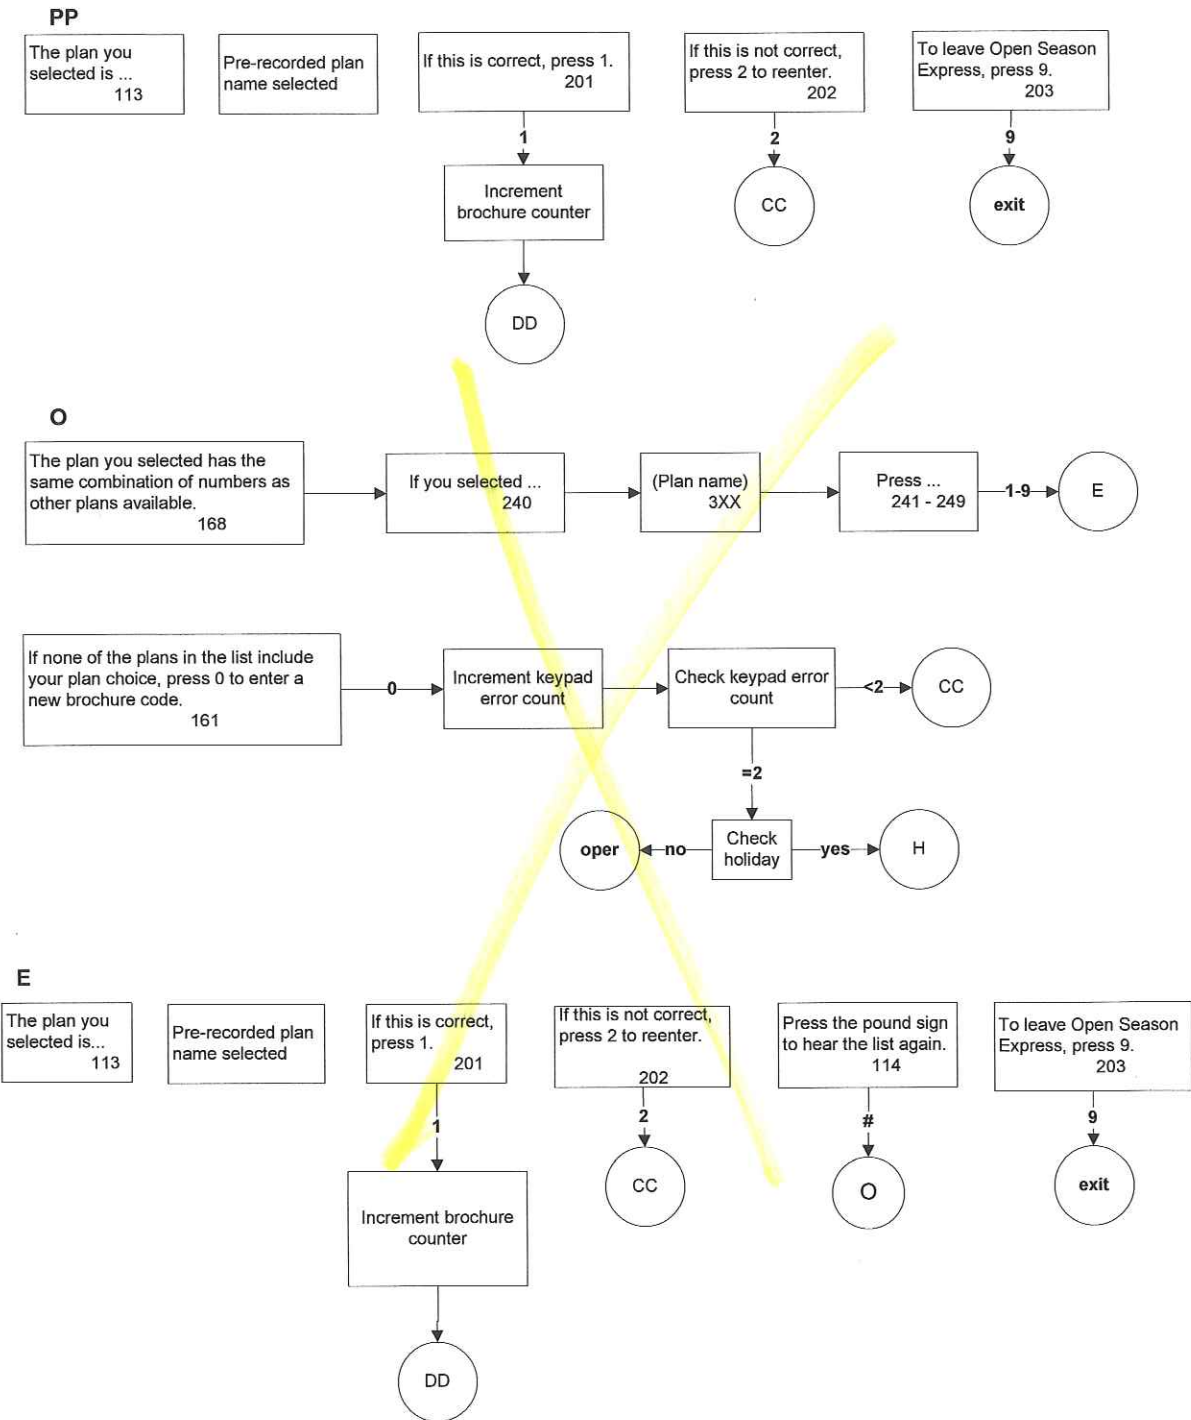 PP
The plan you
selected is ...
113
Pre-recorded plan
name selected
If this is correct, press 1.
201
If this is not correct,
press 2 to reenter.
202
To leave Open Season
Express, press 9.
203
1
2
9
Increment
brochure counter
CC
exit
DD
O
The plan you selected has the
same combination of numbers as
other plans available.
168
If you selected ...
240
(Plan name)
3XX
Press ...
241 - 249
1-9
E
If none of the plans in the list include
your plan choice, press 0 to enter a
new brochure code.
161
0
Increment keypad
error count
Check keypad error
count
<2
CC
=2
oper
no
Check
holiday
yes
H
E
The plan you
selected is...
113
Pre-recorded plan
name selected
If this is correct,
press 1.
201
If this is not correct,
press 2 to reenter.
202
Press the pound sign
to hear the list again.
114
To leave Open Season
Express, press 9.
203
1
2
#
9
Increment brochure
counter
CC
O
exit
DD